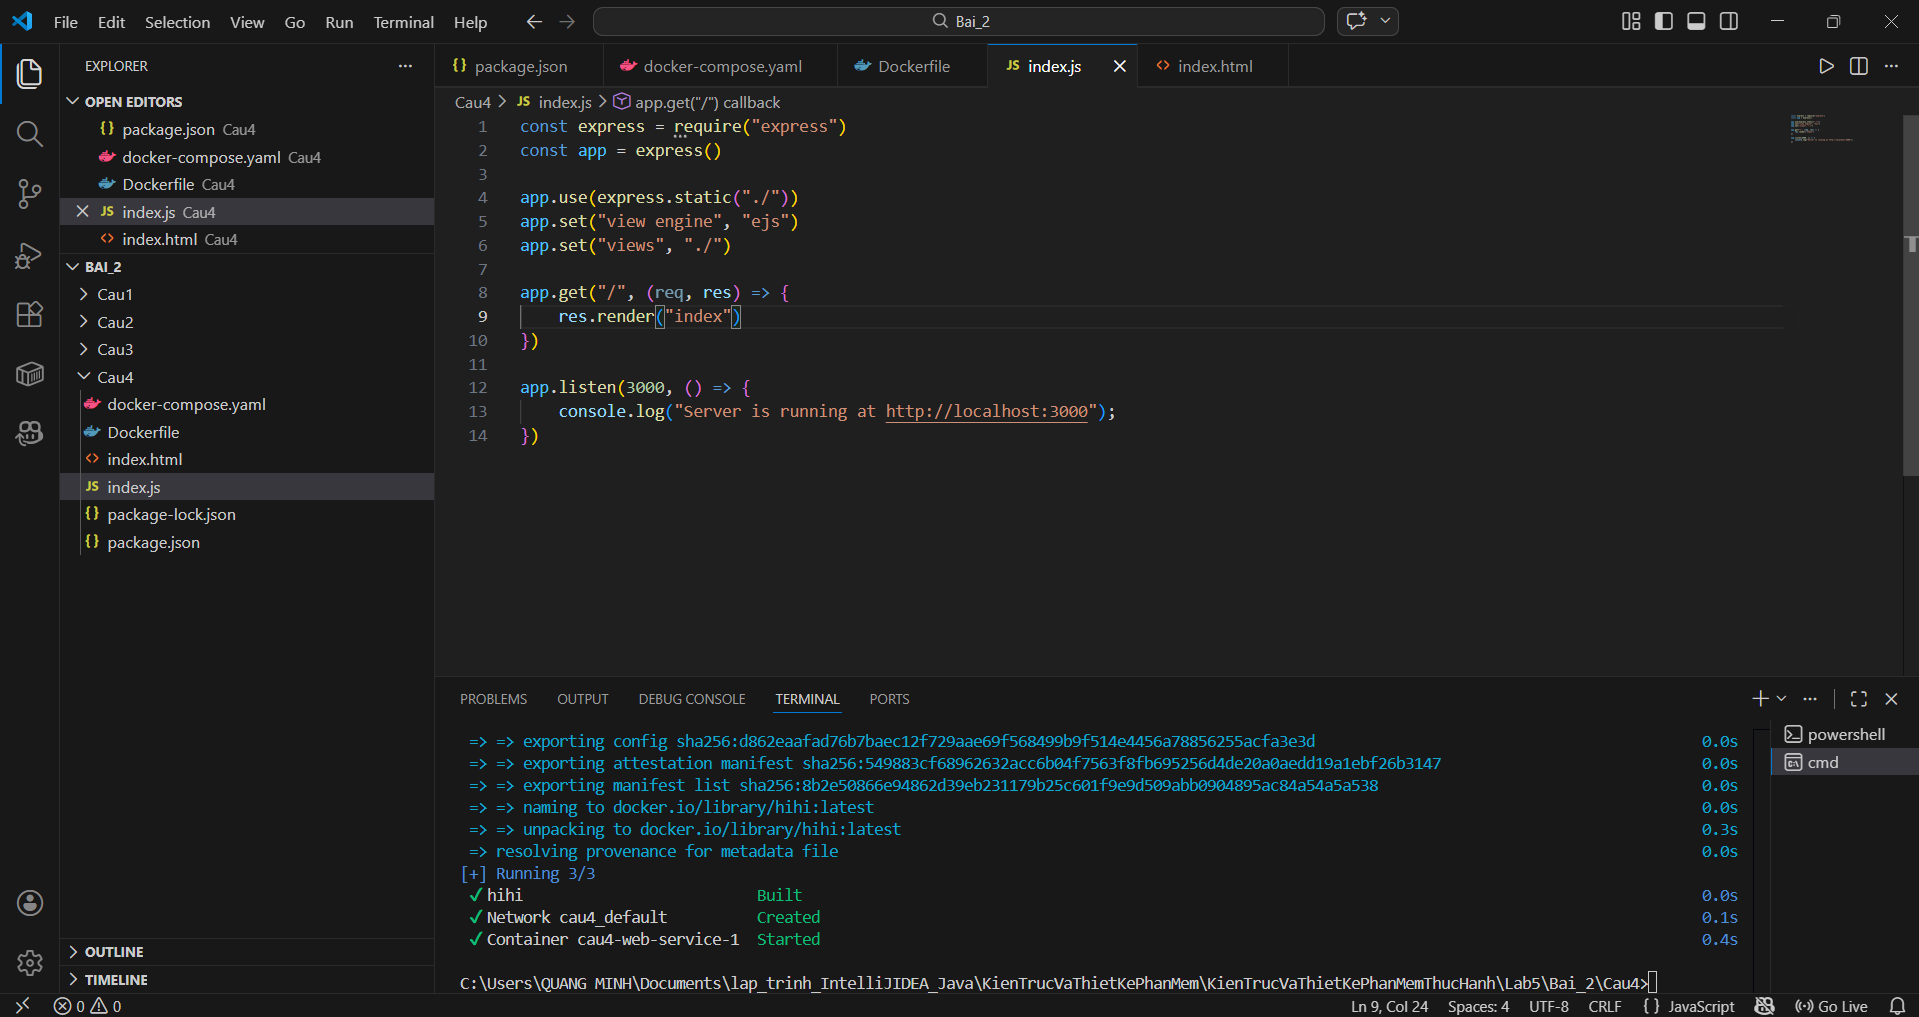 File Edit Selection View Go Run Terminal Help
Bai_2
EXPLORER
OPEN EDITORS
{} package.json Cau4
docker-compose.yaml Cau4
Dockerfile Cau4
JS index.js Cau4
<> index.html Cau4
BAI_2
Cau1
Cau2
Cau3
Cau4
docker-compose.yaml
Dockerfile
<> index.html
JS index.js
{} package-lock.json
{} package.json
OUTLINE
TIMELINE
{} package.json docker-compose.yaml Dockerfile JS index.js <> index.html
Cau4 > JS index.js > app.get("/") callback
1 const express = require("express")
2 const app = express()
3
4 app.use(express.static("./"))
5 app.set("view engine", "ejs")
6 app.set("views", "./")
7
8 app.get("/", (req, res) => {
9 res.render("index")
10 })
11
12 app.listen(3000, () => {
13 console.log("Server is running at http://localhost:3000");
14 })
PROBLEMS OUTPUT DEBUG CONSOLE TERMINAL PORTS
=> => exporting config sha256:d862eaafad76b7baec12f729aae69f568499b9f514e4456a78856255acfa3e3d 0.0s
=> => exporting attestation manifest sha256:549883cf68962632acc6b04f7563f8fb695256d4de20a0aedd19a1ebf26b3147 0.0s
=> => exporting manifest list sha256:8b2e50866e94862d39eb231179b25c601f9e9d509abb0904895ac84a54a5a538 0.0s
=> => naming to docker.io/library/hihi:latest 0.0s
=> => unpacking to docker.io/library/hihi:latest 0.3s
=> resolving provenance for metadata file 0.0s
[+] Running 3/3
✔ hihi Built 0.0s
✔ Network cau4_default Created 0.1s
✔ Container cau4-web-service-1 Started 0.4s
C:\Users\QUANG MINH\Documents\lap_trinh_IntelliJIDEA_Java\KienTrucVaThietKePhanMem\KienTrucVaThietKePhanMemThucHanh\Lab5\Bai_2\Cau4>
powershell
cmd
0 0
Ln 9, Col 24 Spaces: 4 UTF-8 CRLF {} JavaScript Go Live